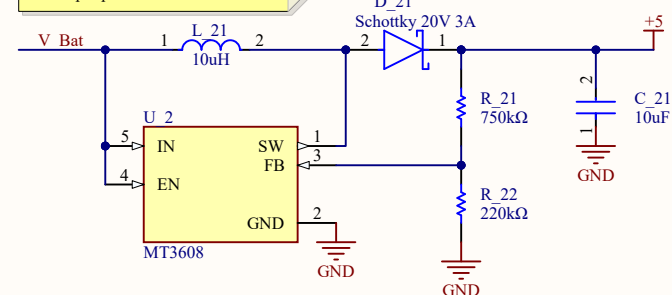 D_21
Schottky 20V 3A
+5
V_Bat
L_21
1 2
10uH
2 1
R_21
750kΩ
2
C_21
10uF
1
GND
U_2
5 IN
SW 1
FB 3
4 EN
GND 2
MT3608
GND
R_22
220kΩ
GND